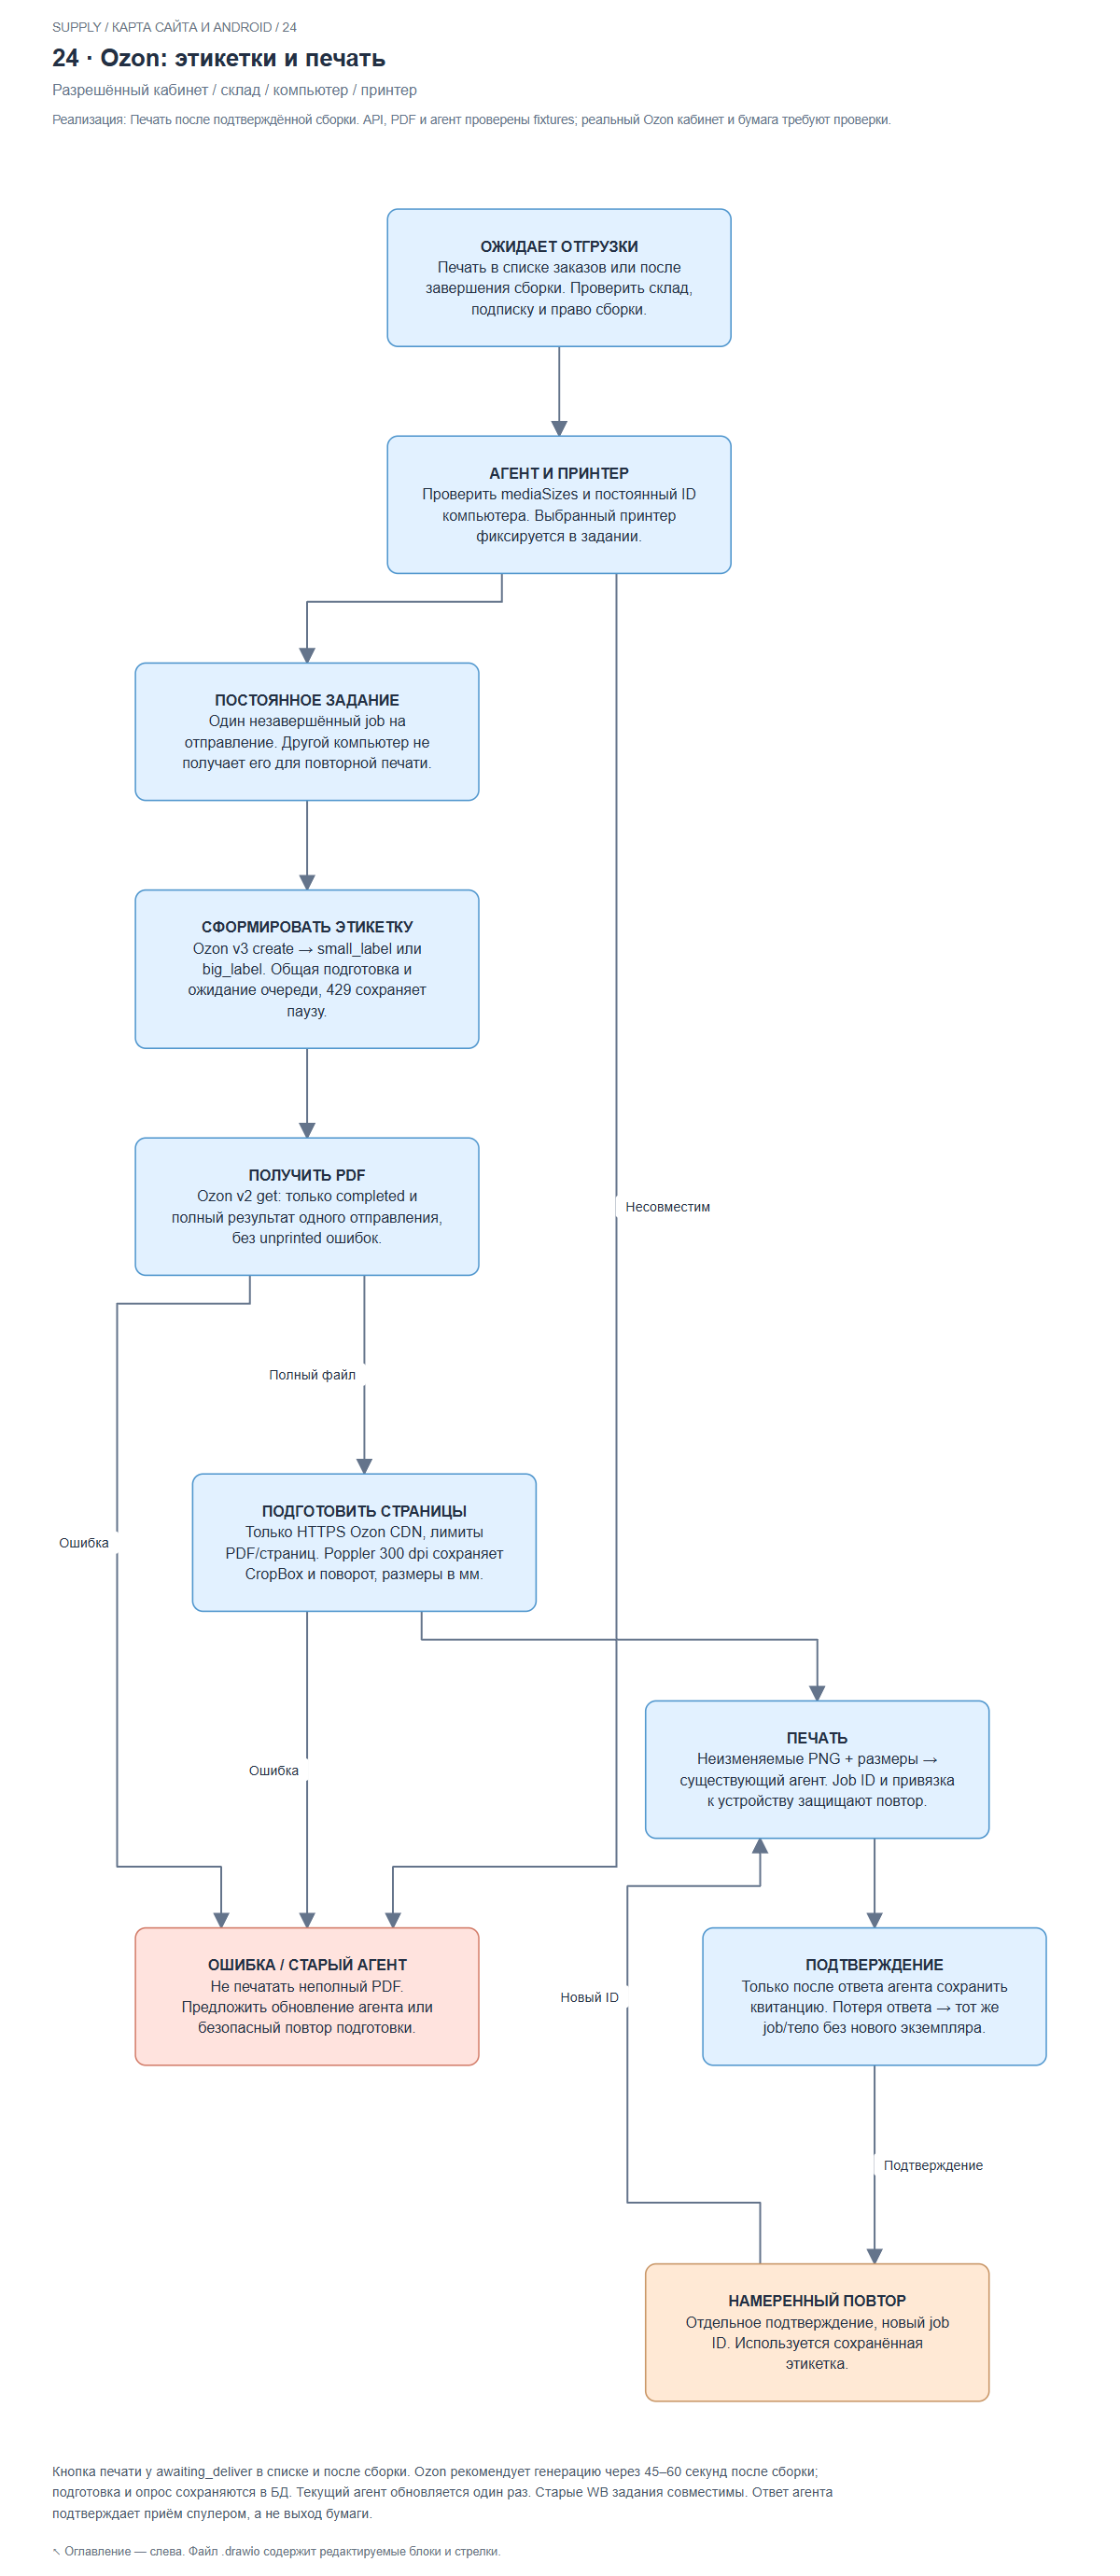 SUPPLY / КАРТА САЙТА И ANDROID / 24
24 · Ozon: этикетки и печать
Разрешённый кабинет / склад / компьютер / принтер
Реализация: Печать после подтверждённой сборки. API, PDF и агент проверены fixtures; реальный Ozon кабинет и бумага требуют проверки.
ОЖИДАЕТ ОТГРУЗКИ
Печать в списке заказов или после
завершения сборки. Проверить склад,
подписку и право сборки.
АГЕНТ И ПРИНТЕР
Проверить mediaSizes и постоянный ID
компьютера. Выбранный принтер
фиксируется в задании.
ПОСТОЯННОЕ ЗАДАНИЕ
Один незавершённый job на
отправление. Другой компьютер не
получает его для повторной печати.
СФОРМИРОВАТЬ ЭТИКЕТКУ
Ozon v3 create → small_label или
big_label. Общая подготовка и
ожидание очереди, 429 сохраняет
паузу.
ПОЛУЧИТЬ PDF
Ozon v2 get: только completed и
полный результат одного отправления,
без unprinted ошибок.
Несовместим
Полный файл
Ошибка
ПОДГОТОВИТЬ СТРАНИЦЫ
Только HTTPS Ozon CDN, лимиты
PDF/страниц. Poppler 300 dpi сохраняет
CropBox и поворот, размеры в мм.
Ошибка
ПЕЧАТЬ
Неизменяемые PNG + размеры →
существующий агент. Job ID и привязка
к устройству защищают повтор.
ОШИБКА / СТАРЫЙ АГЕНТ
Не печатать неполный PDF.
Предложить обновление агента или
безопасный повтор подготовки.
Новый ID
ПОДТВЕРЖДЕНИЕ
Только после ответа агента сохранить
квитанцию. Потеря ответа → тот же
job/тело без нового экземпляра.
Подтверждение
НАМЕРЕННЫЙ ПОВТОР
Отдельное подтверждение, новый job
ID. Используется сохранённая
этикетка.
Кнопка печати у awaiting_deliver в списке и после сборки. Ozon рекомендует генерацию через 45–60 секунд после сборки;
подготовка и опрос сохраняются в БД. Текущий агент обновляется один раз. Старые WB задания совместимы. Ответ агента
подтверждает приём спулером, а не выход бумаги.
↖ Оглавление — слева. Файл .drawio содержит редактируемые блоки и стрелки.